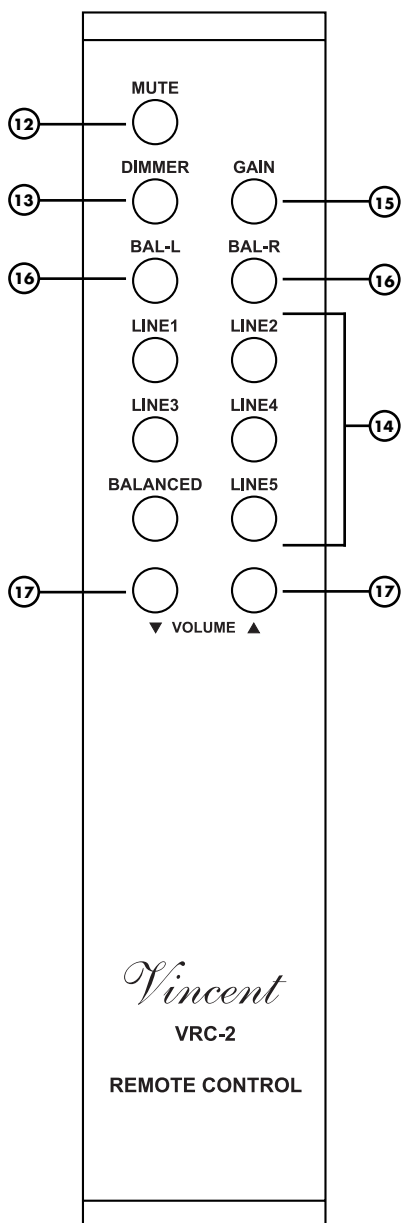 MUTE
12
DIMMER GAIN
13 15
BAL-L BAL-R
16 16
LINE1 LINE2
LINE3 LINE4
14
BALANCED LINE5
17 17
▼ VOLUME ▲
Vincent
VRC-2
REMOTE CONTROL